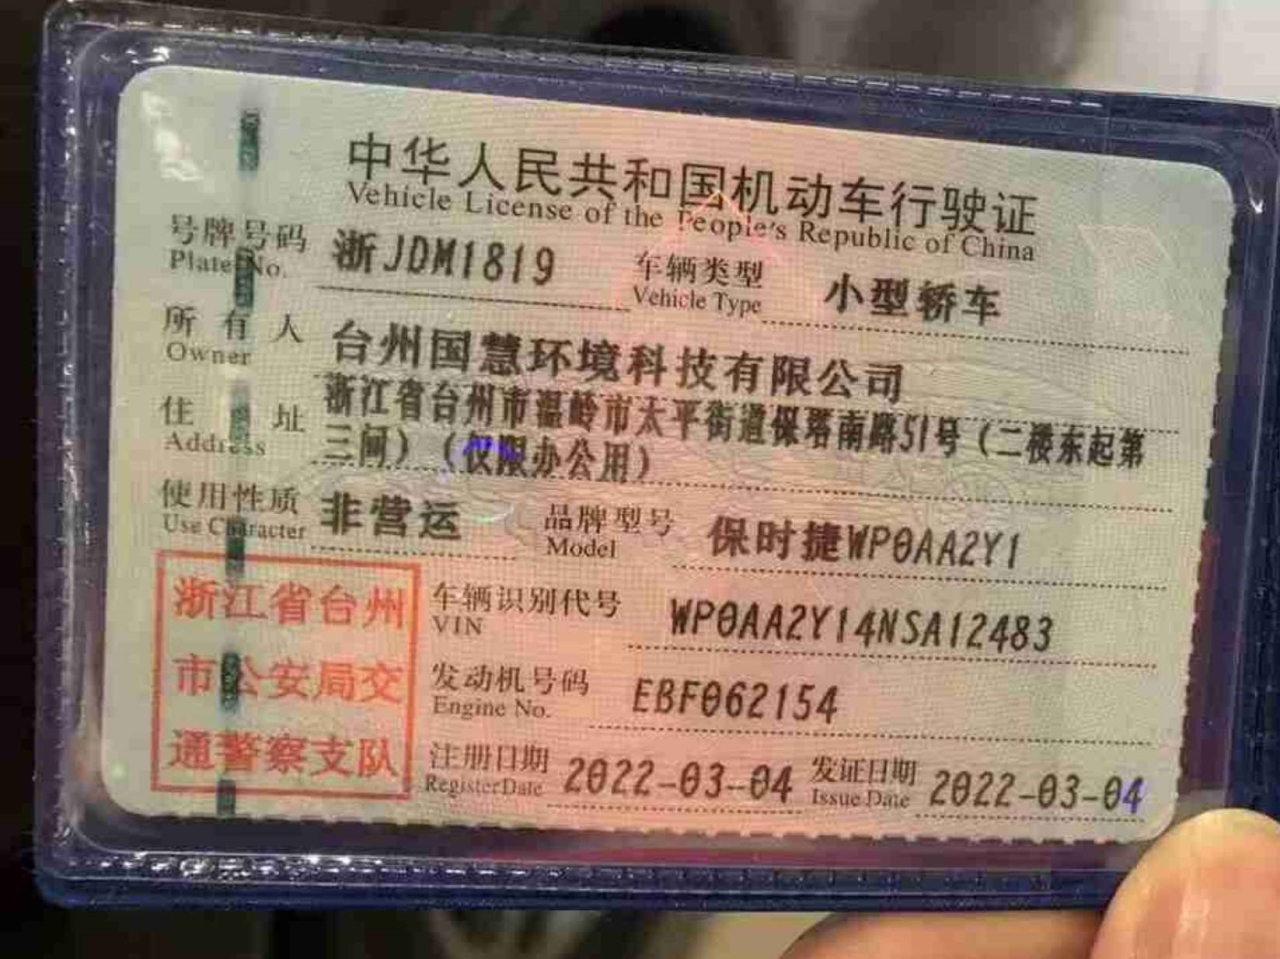 中华人民共和国机动车行驶证
Vehicle License of the People's Republic of China
号牌号码 浙JDM1819 车辆类型 小型轿车
Plate No. Vehicle Type
所有人 台州国慧环境科技有限公司
Owner
住址 浙江省台州市温岭市太平街道保塔南路51号（二楼东起第
Address 三间）（仅限办公用）
使用性质 非营运 品牌型号 保时捷WP0AA2Y1
Use Character Model
浙江省台州 车辆识别代号 WP0AA2Y14NSA12483
VIN
市公安局交 发动机号码 EBF062154
Engine No.
通警察支队 注册日期 2022-03-04 发证日期 2022-03-04
Register Date Issue Date